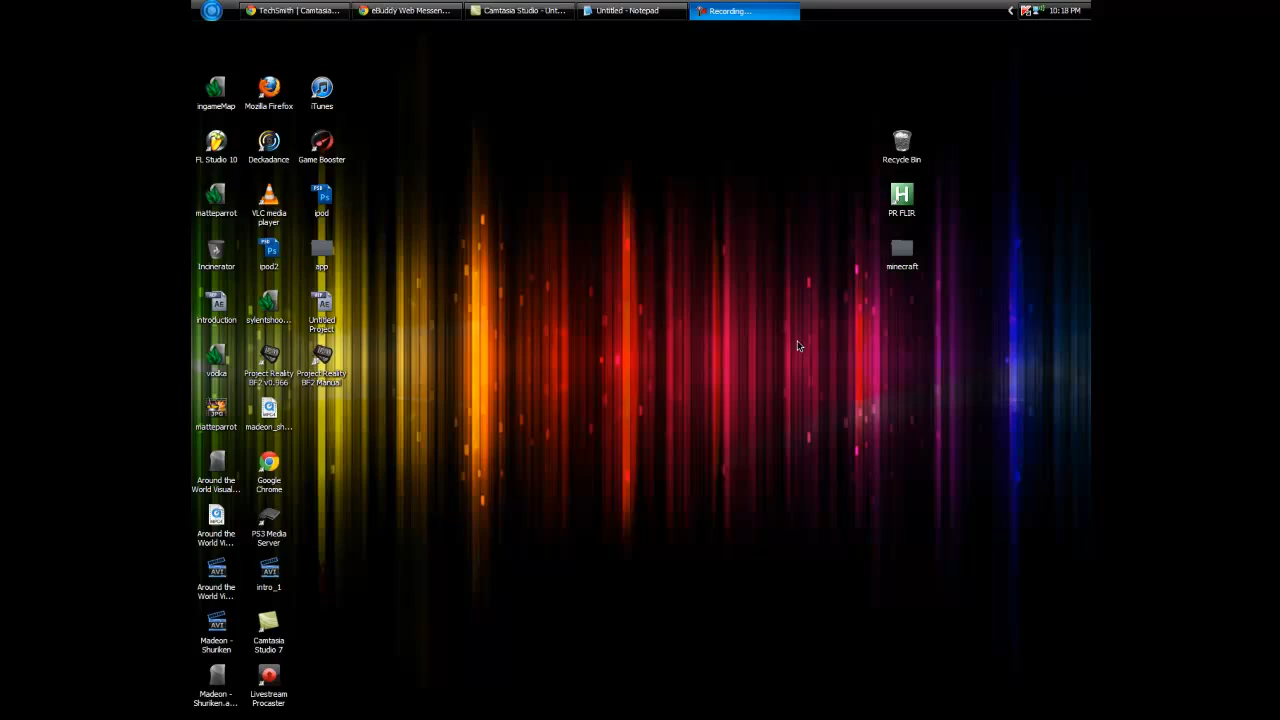 TechSmith | Camtasia...
eBuddy Web Messen...
Camtasia Studio - Unt...
Untitled - Notepad
Recording...
10:18 PM
ingameMap
Mozilla Firefox
iTunes
FL Studio 10
Deckadance
Game Booster
Recycle Bin
matteparrot
VLC media
player
ipod
PR FLIR
Incinerator
ipod2
app
minecraft
introduction
sylentshoo...
Untitled
Project
vodka
Project Reality
BF2 v0.966
Project Reality
BF2 Manual
matteparrot
madeon_sh...
Around the
World Visual...
Google
Chrome
Around the
World Vi...
PS3 Media
Server
Around the
World Vi...
intro_1
Madeon -
Shuriken
Camtasia
Studio 7
Madeon -
Shuriken.a...
Livestream
Procaster